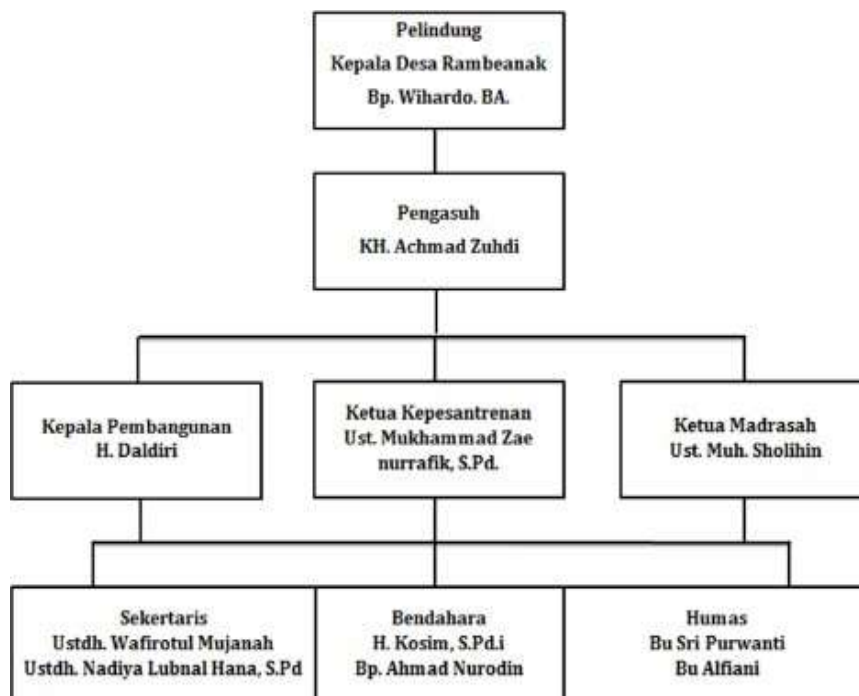 Pelindung
Kepala Desa Rambeanak
Bp. Wihardo. BA.
Pengasuh
KH. Achmad Zuhdi
Kepala Pembangunan
H. Daldiri
Ketua Kepesantrenan
Ust. Mukhammad Zae
nurrafik, S.Pd.
Ketua Madrasah
Ust. Muh. Sholihin
Sekertaris
Ustdh. Wafirotul Mujanah
Ustdh. Nadiya Lubnal Hana, S.Pd
Bendahara
H. Kosim, S.Pd.i
Bp. Ahmad Nurodin
Humas
Bu Sri Purwanti
Bu Alfiani